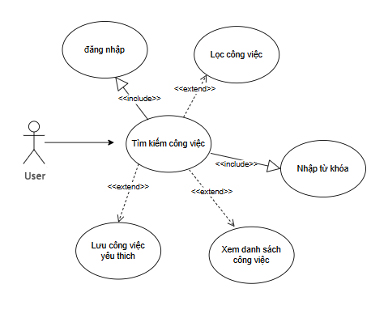 đăng nhập
Lọc công việc
<<extend>>
<<include>>
Tìm kiếm công việc
<<include>>
Nhập từ khóa
User
<<extend>>
<<extend>>
Lưu công việc
yêu thích
Xem danh sách
công việc